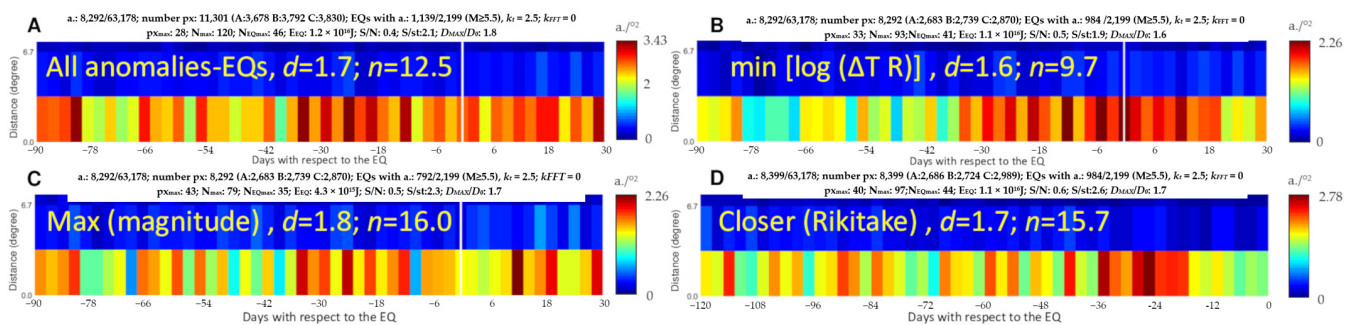 A
a.: 8,292/63,178; number px: 11,301 (A:3,678 B:3,792 C:3,830); EQs with a.: 1,139/2,199 (M≥5.5), kt = 2.5; kFFT = 0
pxmax: 28; Nmax: 120; NEQmax: 46; EEQ: 1.2 × 10¹⁶J; S/N: 0.4; S/st:2.1; DMAX/D0: 1.8
6.7
Distance (degree)
0.0
All anomalies-EQs, d=1.7; n=12.5
a./°²
3.43
2
0
−90 −78 −66 −54 −42 −30 −18 −6 6 18 30
Days with respect to the EQ
B
a.: 8,292/63,178; number px: 8,292 (A:2,683 B:2,739 C:2,870); EQs with a.: 984 /2,199 (M≥5.5), kt = 2.5; kFFT = 0
pxmax: 33; Nmax: 93; NEQmax: 41; EEQ: 1.1 × 10¹⁶J; S/N: 0.5; S/st:1.9; DMAX/D0: 1.6
6.7
Distance (degree)
0.0
min [log (ΔT R)] , d=1.6; n=9.7
a./°²
2.26
2
0
−90 −78 −66 −54 −42 −30 −18 −6 6 18 30
Days with respect to the EQ
C
a.: 8,292/63,178; number px: 8,292 (A:2,683 B:2,739 C:2,870); EQs with a.: 792/2,199 (M≥5.5), kt = 2.5; kFFT = 0
pxmax: 43; Nmax: 79; NEQmax: 35; EEQ: 4.3 × 10¹⁵J; S/N: 0.5; S/st:2.3; DMAX/D0: 1.7
6.7
Distance (degree)
0.0
Max (magnitude) , d=1.8; n=16.0
a./°²
2.26
2
0
−90 −78 −66 −54 −42 −30 −18 −6 6 18 30
Days with respect to the EQ
D
a.: 8,399/63,178; number px: 8,399 (A:2,686 B:2,724 C:2,989); EQs with a.: 984/2,199 (M≥5.5), kt = 2.5; kFFT = 0
pxmax: 40; Nmax: 97; NEQmax: 44; EEQ: 1.1 × 10¹⁶J; S/N: 0.6; S/st:2.6; DMAX/D0: 1.7
6.7
Distance (degree)
0.0
Closer (Rikitake) , d=1.7; n=15.7
a./°²
2.78
2
0
−120 −108 −96 −84 −72 −60 −48 −36 −24 −12 0
Days with respect to the EQ